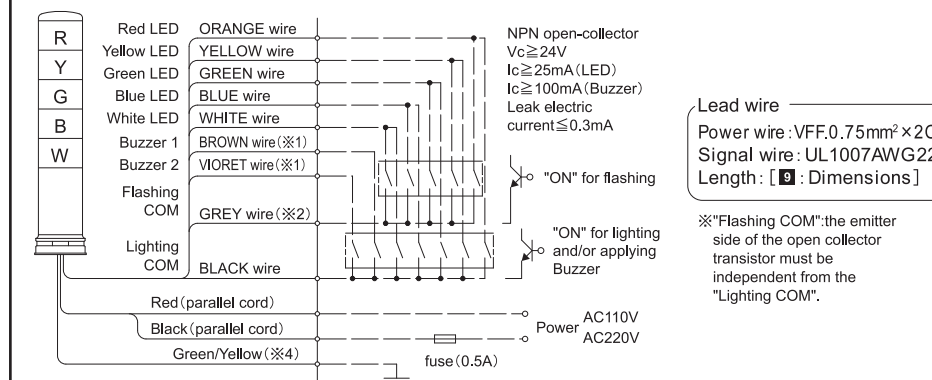 R
Y
G
B
W
Red LED ORANGE wire
Yellow LED YELLOW wire
Green LED GREEN wire
Blue LED BLUE wire
White LED WHITE wire
Buzzer 1 BROWN wire(※1)
Buzzer 2 VIORET wire(※1)
Flashing
COM GREY wire(※2)
Lighting
COM BLACK wire
Red(parallel cord)
Black(parallel cord)
Green/Yellow(※4)
NPN open-collector
Vc≧24V
Ic≧25mA(LED)
Ic≧100mA(Buzzer)
Leak electric
current≦0.3mA
"ON" for flashing
"ON" for lighting
and/or applying
Buzzer
Power
AC110V
AC220V
fuse(0.5A)
Lead wire
Power wire:VFF.0.75mm²×2C
Signal wire:UL1007AWG22
Length:[9:Dimensions]
※"Flashing COM":the emitter
side of the open collector
transistor must be
independent from the
"Lighting COM".